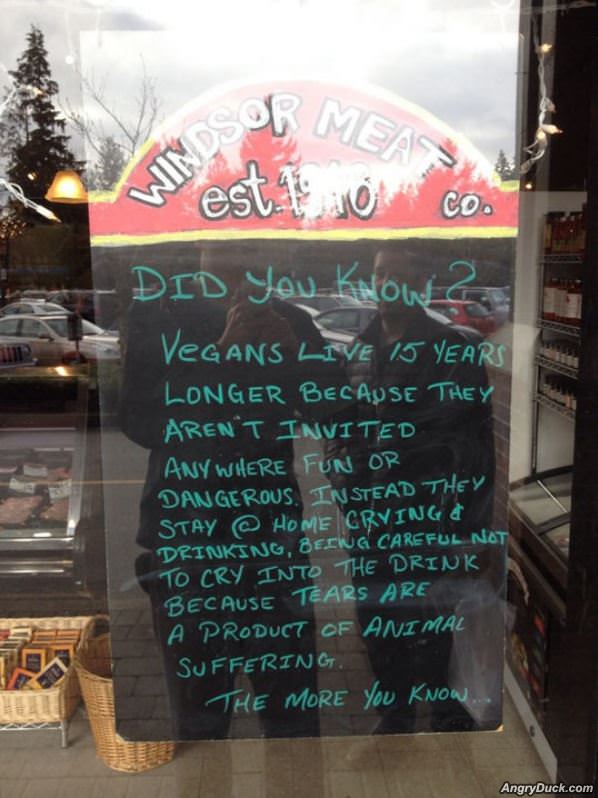 WINDSOR MEAT
est. 1910 co.
DID YOU KNOW?
VEGANS LIVE 15 YEARS
LONGER BECAUSE THEY
AREN'T INVITED
ANYWHERE FUN OR
DANGEROUS. INSTEAD THEY
STAY @ HOME CRYING &
DRINKING, BEING CAREFUL NOT
TO CRY INTO THE DRINK
BECAUSE TEARS ARE
A PRODUCT OF ANIMAL
SUFFERING.
THE MORE YOU KNOW...
AngryDuck.com